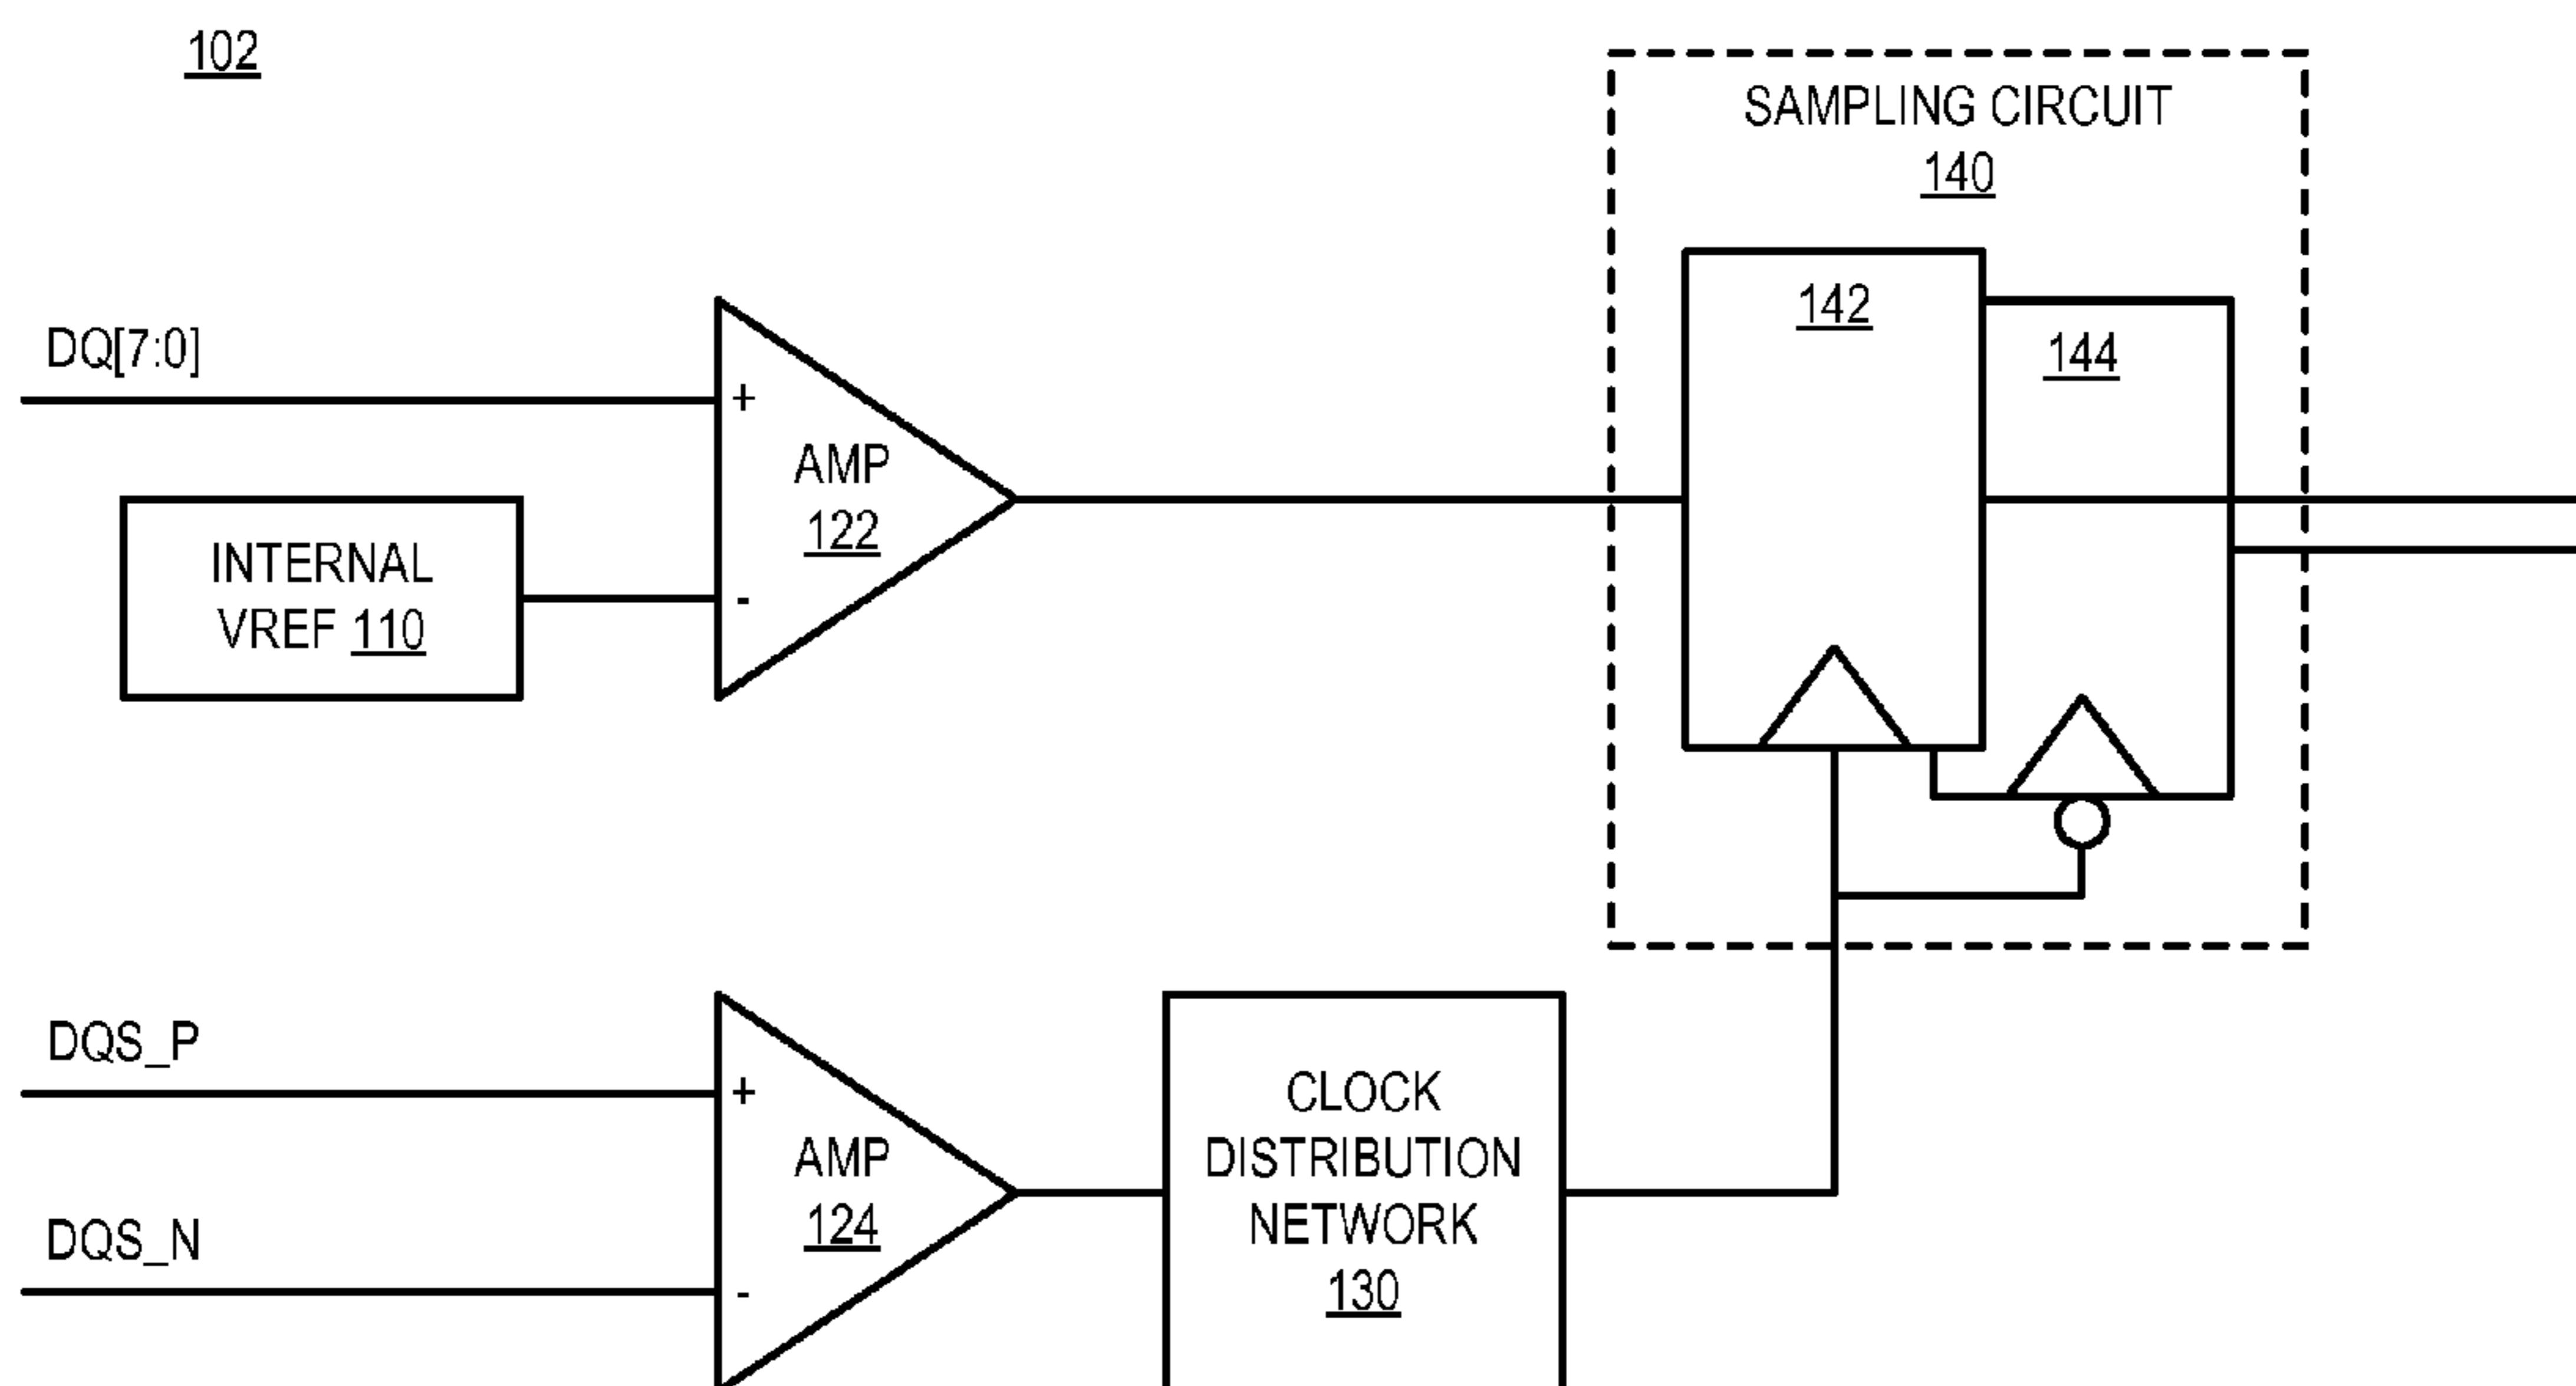 102
SAMPLING CIRCUIT
140
142
144
DQ[7:0]
+
AMP
122
-
INTERNAL
VREF 110
DQS_P
+
AMP
124
DQS_N
-
CLOCK
DISTRIBUTION
NETWORK
130